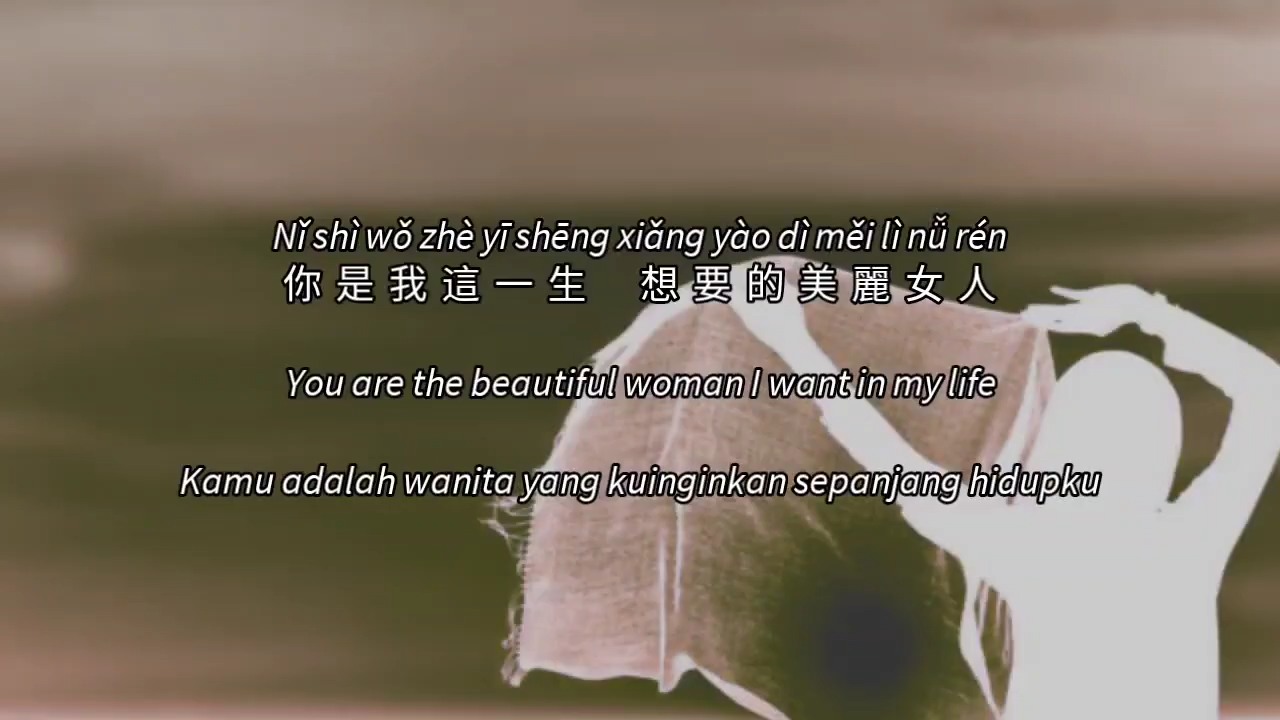 Nǐ shì wǒ zhè yī shēng xiǎng yào dì měi lì nǚ rén
你是我這一生 想要的美麗女人
You are the beautiful woman I want in my life
Kamu adalah wanita yang kuinginkan sepanjang hidupku